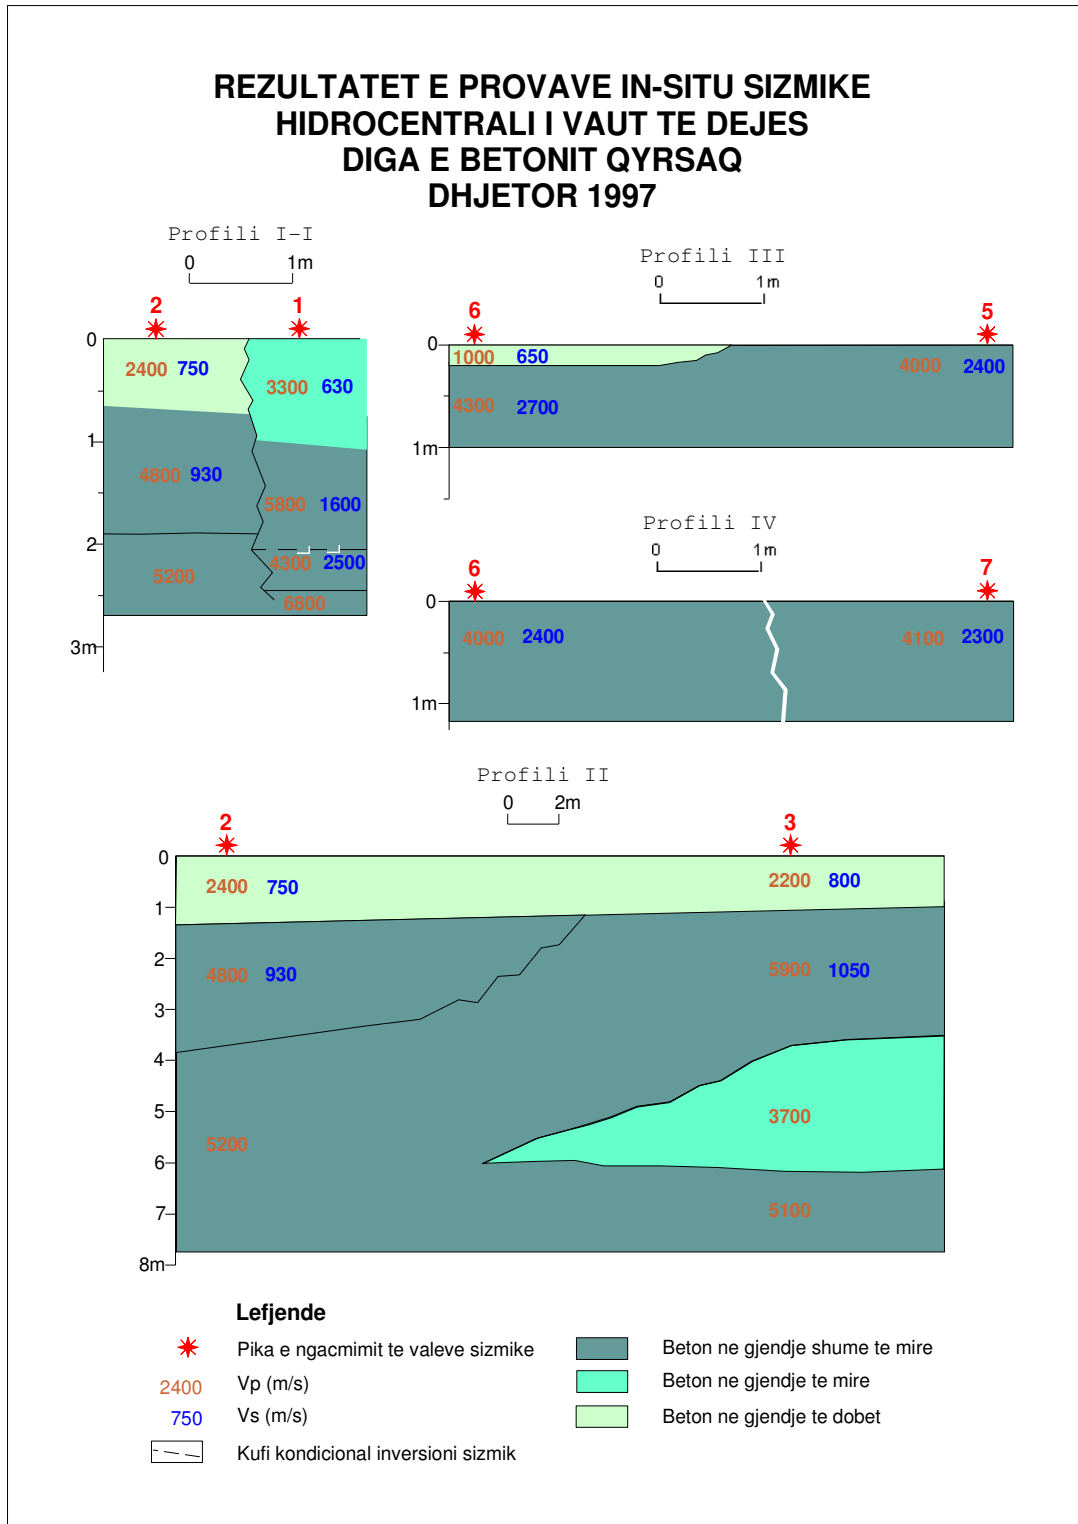 REZULTATET E PROVAVE IN-SITU SIZMIKE
HIDROCENTRALI I VAUT TE DEJES
DIGA E BETONIT QYRSAQ
DHJETOR 1997
Profili I-I
0 1m
2 1
0
1
2
3m
2400 750
3300 630
4800 930
5800 1600
4300 2500
5200
6800
Profili III
0 1m
6 5
0
1m
1000 650
4000 2400
4300 2700
Profili IV
0 1m
6 7
0
1m
4000 2400
4100 2300
Profili II
0 2m
2 3
0
1
2
3
4
5
6
7
8m
2400 750
2200 800
4800 930
5900 1050
3700
5200
5100
Lefjende
Pika e ngacmimit te valeve sizmike
2400 Vp (m/s)
750 Vs (m/s)
Kufi kondicional inversioni sizmik
Beton ne gjendje shume te mire
Beton ne gjendje te mire
Beton ne gjendje te dobet